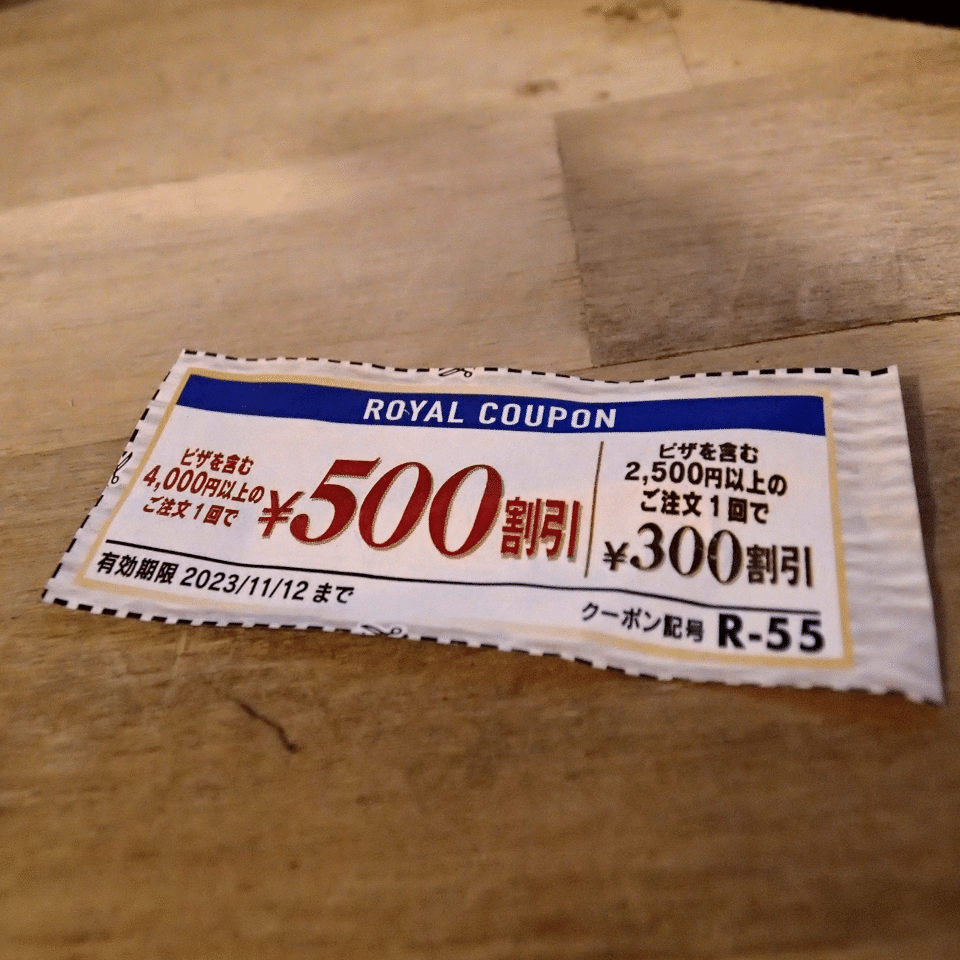 ROYAL COUPON
ピザを含む
4,000円以上の
ご注文1回で
¥500割引
ピザを含む
2,500円以上の
ご注文1回で
¥300割引
有効期限 2023/11/12 まで
クーポン記号 R-55